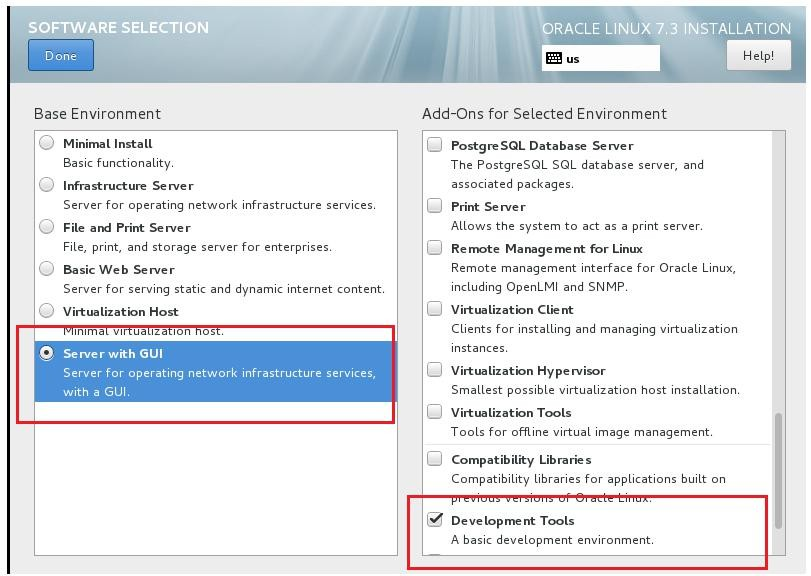 SOFTWARE SELECTION
ORACLE LINUX 7.3 INSTALLATION
Done
us
Help!
Base Environment
Minimal Install
Basic functionality.
Infrastructure Server
Server for operating network infrastructure services.
File and Print Server
File, print, and storage server for enterprises.
Basic Web Server
Server for serving static and dynamic internet content.
Virtualization Host
Minimal virtualization host.
Server with GUI
Server for operating network infrastructure services,
with a GUI.
Add-Ons for Selected Environment
PostgreSQL Database Server
The PostgreSQL SQL database server, and
associated packages.
Print Server
Allows the system to act as a print server.
Remote Management for Linux
Remote management interface for Oracle Linux,
including OpenLMI and SNMP.
Virtualization Client
Clients for installing and managing virtualization
instances.
Virtualization Hypervisor
Smallest possible virtualization host installation.
Virtualization Tools
Tools for offline virtual image management.
Compatibility Libraries
Compatibility libraries for applications built on
previous versions of Oracle Linux.
Development Tools
A basic development environment.